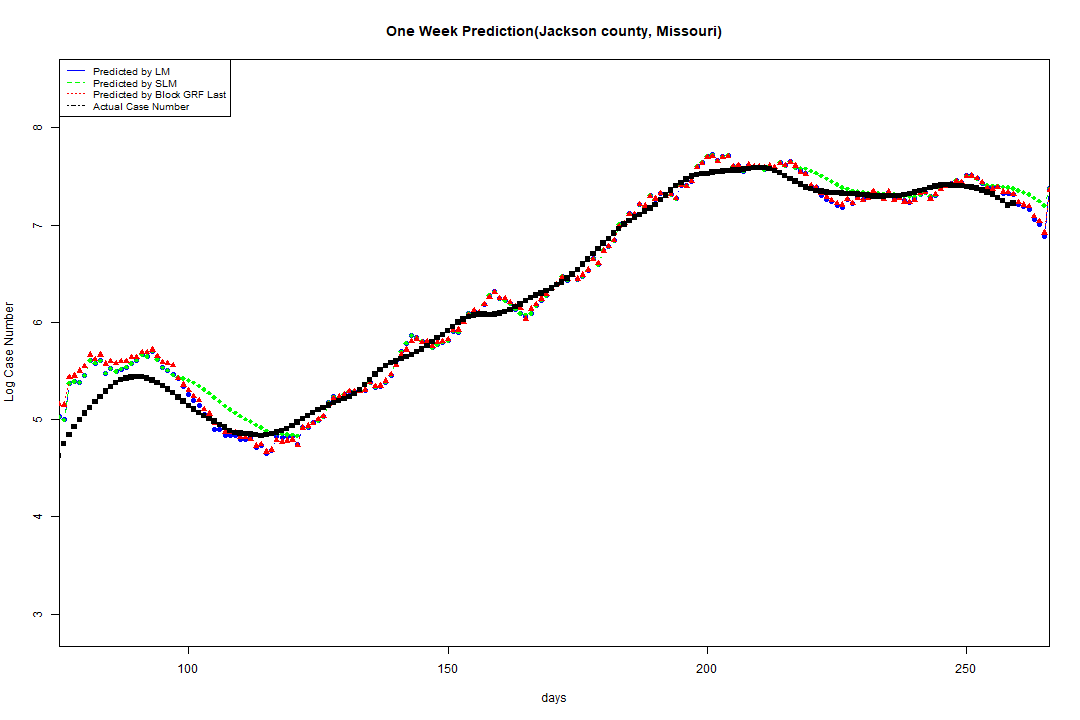 One Week Prediction(Jackson county, Missouri)
Predicted by LM
Predicted by SLM
Predicted by Block GRF Last
Actual Case Number
8
7
6
5
4
3
Log Case Number
100 150 200 250
days